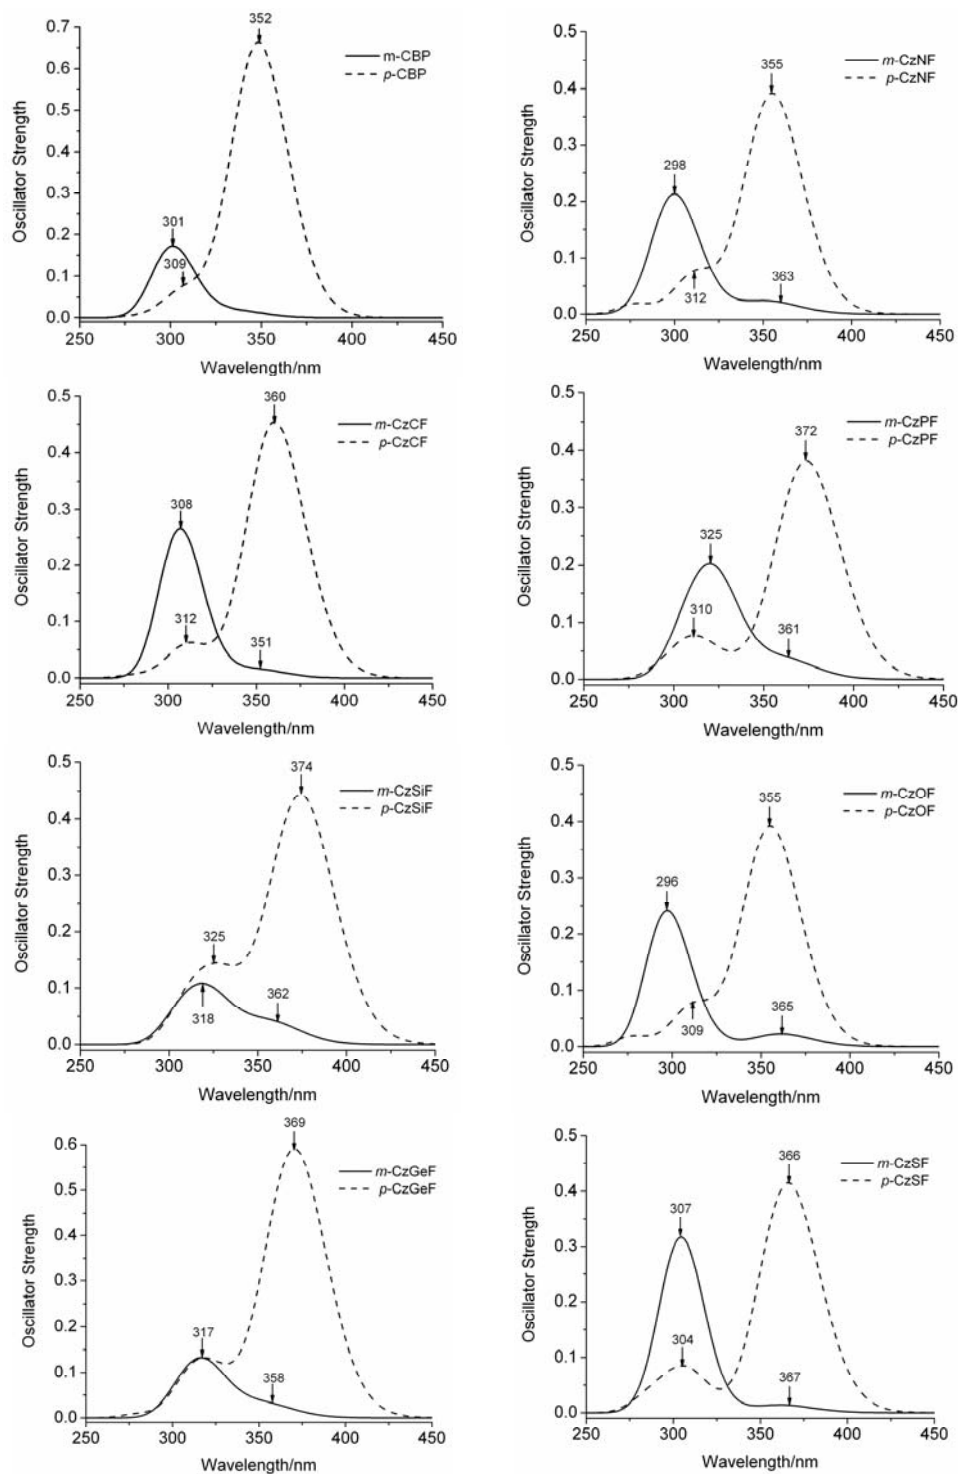 352
0.7
0.6
0.5
0.4
0.3
0.2
0.1
0.0
Oscillator Strength
m-CBP
p-CBP
301
309
250 300 350 400 450
Wavelength/nm
0.5
0.4
0.3
0.2
0.1
0.0
Oscillator Strength
m-CzNF
p-CzNF
355
298
312
363
250 300 350 400 450
Wavelength/nm
0.5
0.4
0.3
0.2
0.1
0.0
Oscillator Strength
360
m-CzCF
p-CzCF
308
312
351
250 300 350 400 450
Wavelength/nm
0.5
0.4
0.3
0.2
0.1
0.0
Oscillator Strength
m-CzPF
p-CzPF
372
325
310
361
250 300 350 400 450
Wavelength/nm
0.5
0.4
0.3
0.2
0.1
0.0
Oscillator Strength
374
m-CzSiF
p-CzSiF
325
318
362
250 300 350 400 450
Wavelength/nm
0.5
0.4
0.3
0.2
0.1
0.0
Oscillator Strength
m-CzOF
p-CzOF
355
296
309
365
250 300 350 400 450
Wavelength/nm
369
0.6
0.5
0.4
0.3
0.2
0.1
0.0
Oscillator Strength
m-CzGeF
p-CzGeF
317
358
250 300 350 400 450
Wavelength/nm
0.5
0.4
0.3
0.2
0.1
0.0
Oscillator Strength
366
m-CzSF
p-CzSF
307
304
367
250 300 350 400 450
Wavelength/nm